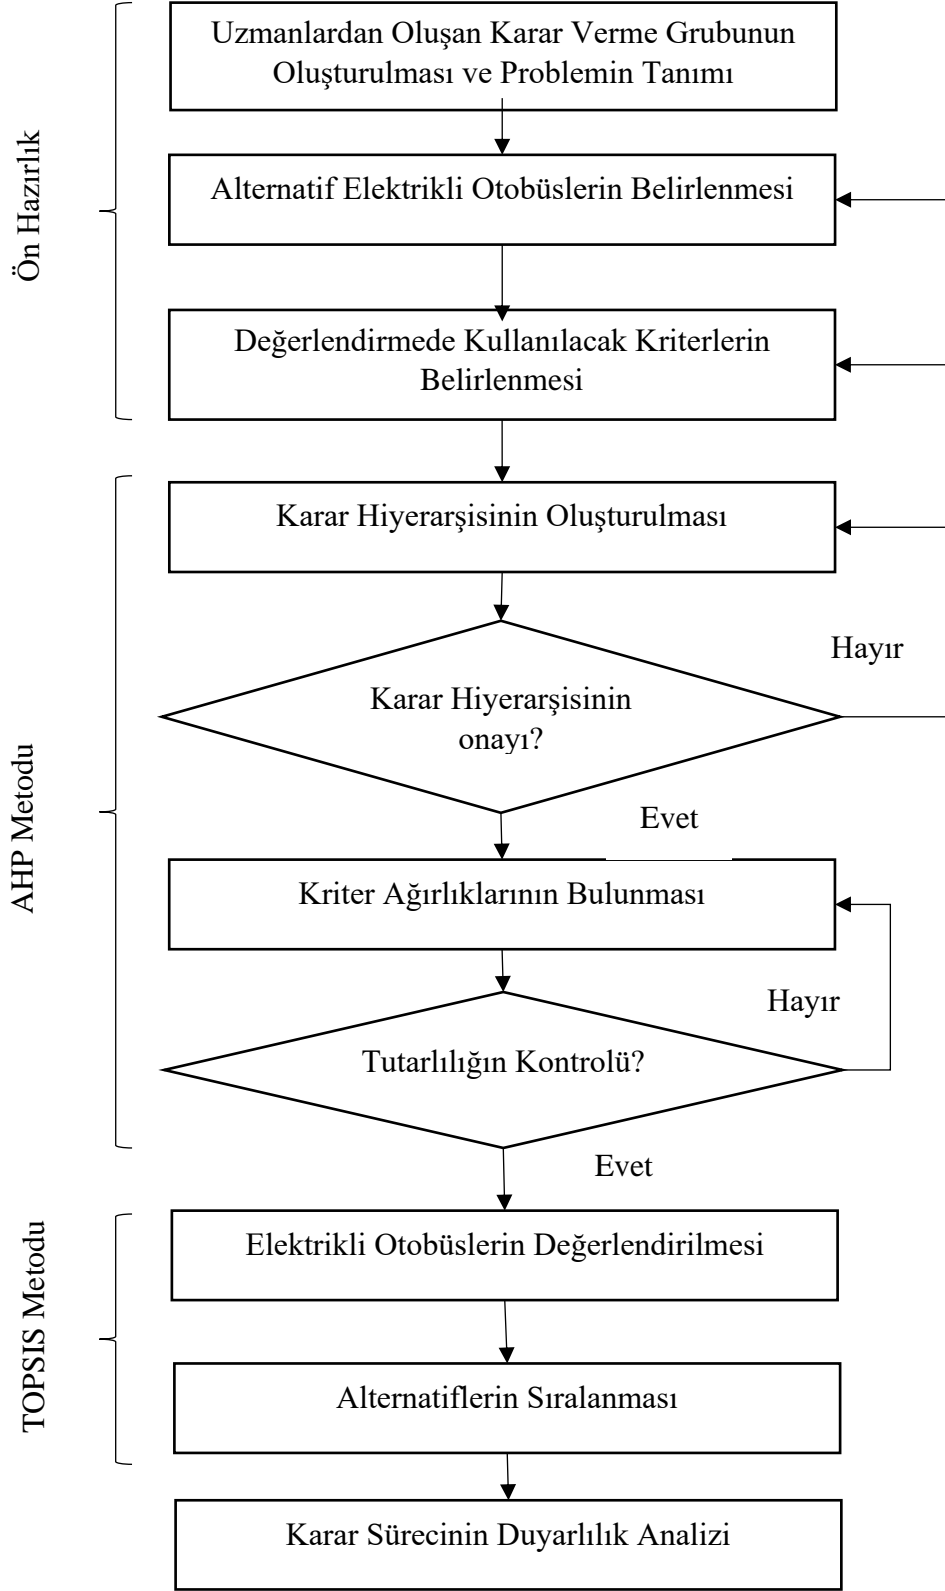 Ön Hazırlık
Uzmanlardan Oluşan Karar Verme Grubunun
Oluşturulması ve Problemin Tanımı
Alternatif Elektrikli Otobüslerin Belirlenmesi
Değerlendirmede Kullanılacak Kriterlerin
Belirlenmesi
AHP Metodu
Karar Hiyerarşisinin Oluşturulması
Hayır
Karar Hiyerarşisinin
onayı?
Evet
Kriter Ağırlıklarının Bulunması
Hayır
Tutarlılığın Kontrolü?
Evet
TOPSIS Metodu
Elektrikli Otobüslerin Değerlendirilmesi
Alternatiflerin Sıralanması
Karar Sürecinin Duyarlılık Analizi